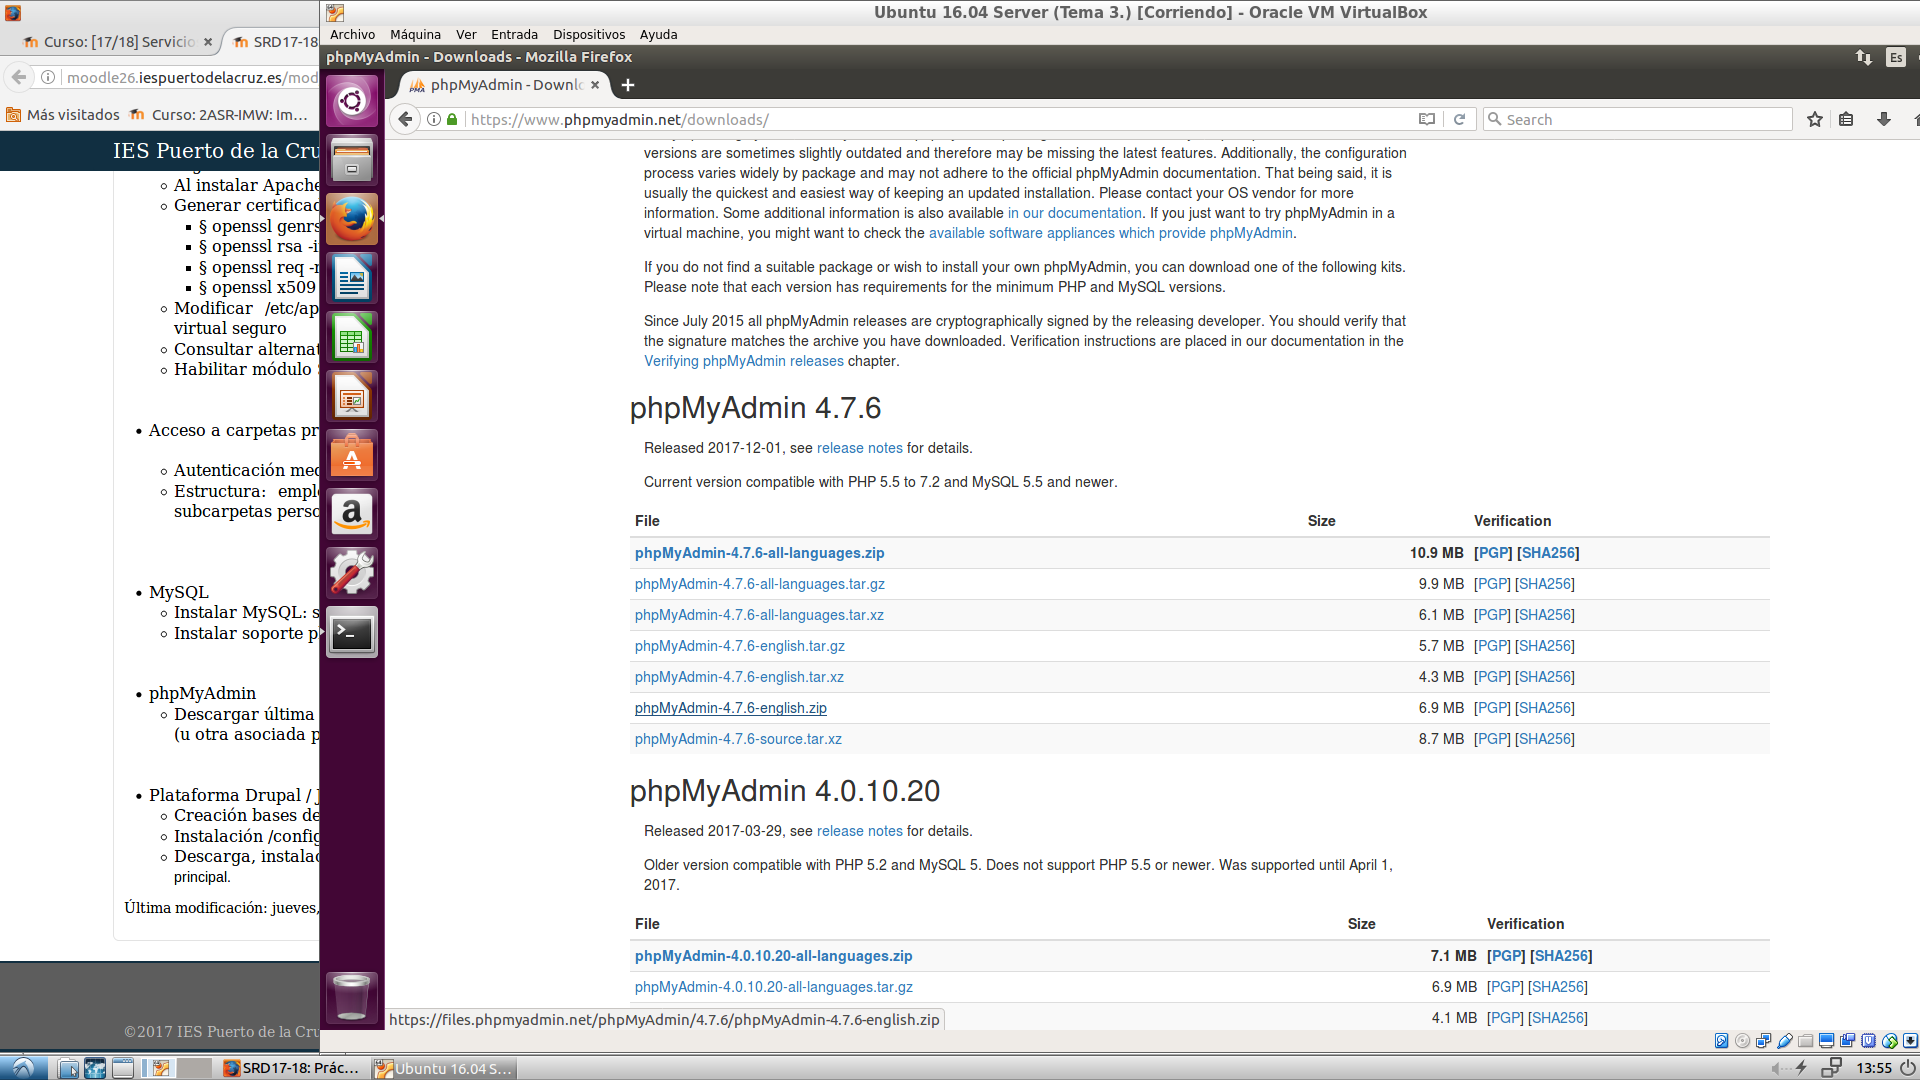 Ubuntu 16.04 Server (Tema 3.) [Corriendo] - Oracle VM VirtualBox
Archivo Máquina Ver Entrada Dispositivos Ayuda
phpMyAdmin - Downloads - Mozilla Firefox
Es
Curso: [17/18] Servicio
SRD17-18
phpMyAdmin - Downl
moodle26.iespuertodelacruz.es/mod
https://www.phpmyadmin.net/downloads/
Search
Más visitados
Curso: 2ASR-IMW: Im...
IES Puerto de la Cru
Al instalar Apache
Generar certificad
§ openssl genrs
§ openssl rsa -i
§ openssl req -n
§ openssl x509
Modificar /etc/ap
virtual seguro
Consultar alternat
Habilitar módulo
Acceso a carpetas pr
Autenticación med
Estructura: emple
subcarpetas perso
MySQL
Instalar MySQL: s
Instalar soporte p
phpMyAdmin
Descargar última
(u otra asociada p
Plataforma Drupal / J
Creación bases de
Instalación /config
Descarga, instalac
principal.
Última modificación: jueves,
©2017 IES Puerto de la Cru
versions are sometimes slightly outdated and therefore may be missing the latest features. Additionally, the configuration
process varies widely by package and may not adhere to the official phpMyAdmin documentation. That being said, it is
usually the quickest and easiest way of keeping an updated installation. Please contact your OS vendor for more
information. Some additional information is also available in our documentation. If you just want to try phpMyAdmin in a
virtual machine, you might want to check the available software appliances which provide phpMyAdmin.
If you do not find a suitable package or wish to install your own phpMyAdmin, you can download one of the following kits.
Please note that each version has requirements for the minimum PHP and MySQL versions.
Since July 2015 all phpMyAdmin releases are cryptographically signed by the releasing developer. You should verify that
the signature matches the archive you have downloaded. Verification instructions are placed in our documentation in the
Verifying phpMyAdmin releases chapter.
phpMyAdmin 4.7.6
Released 2017-12-01, see release notes for details.
Current version compatible with PHP 5.5 to 7.2 and MySQL 5.5 and newer.
File Size Verification
phpMyAdmin-4.7.6-all-languages.zip 10.9 MB [PGP] [SHA256]
phpMyAdmin-4.7.6-all-languages.tar.gz 9.9 MB [PGP] [SHA256]
phpMyAdmin-4.7.6-all-languages.tar.xz 6.1 MB [PGP] [SHA256]
phpMyAdmin-4.7.6-english.tar.gz 5.7 MB [PGP] [SHA256]
phpMyAdmin-4.7.6-english.tar.xz 4.3 MB [PGP] [SHA256]
phpMyAdmin-4.7.6-english.zip 6.9 MB [PGP] [SHA256]
phpMyAdmin-4.7.6-source.tar.xz 8.7 MB [PGP] [SHA256]
phpMyAdmin 4.0.10.20
Released 2017-03-29, see release notes for details.
Older version compatible with PHP 5.2 and MySQL 5. Does not support PHP 5.5 or newer. Was supported until April 1,
2017.
File Size Verification
phpMyAdmin-4.0.10.20-all-languages.zip 7.1 MB [PGP] [SHA256]
phpMyAdmin-4.0.10.20-all-languages.tar.gz 6.9 MB [PGP] [SHA256]
4.1 MB [PGP] [SHA256]
https://files.phpmyadmin.net/phpMyAdmin/4.7.6/phpMyAdmin-4.7.6-english.zip
SRD17-18: Prác...
Ubuntu 16.04 S...
13:55